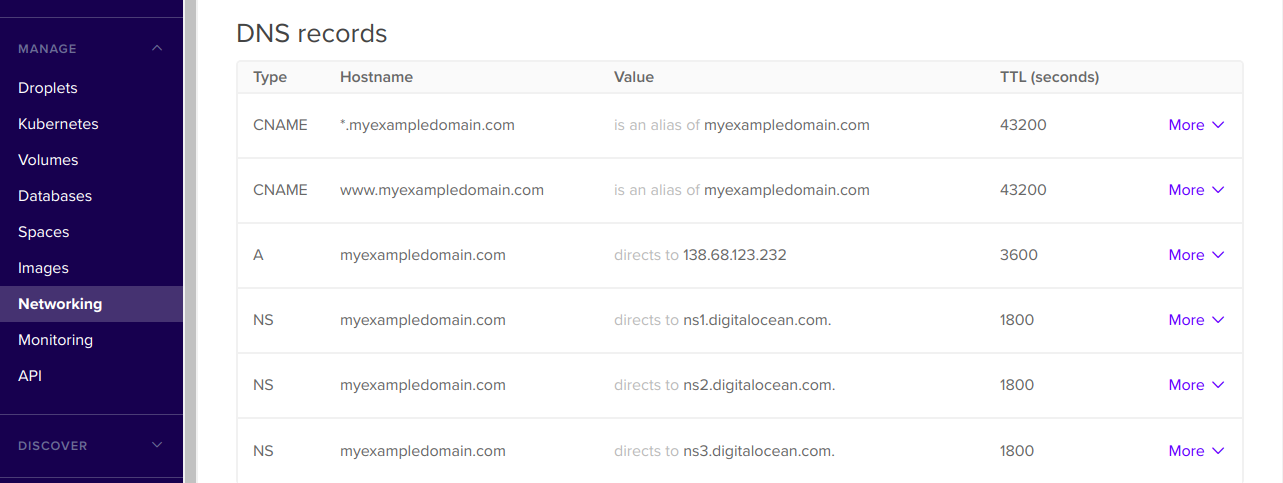 MANAGE
Droplets
Kubernetes
Volumes
Databases
Spaces
Images
Networking
Monitoring
API
DISCOVER
DNS records
Type Hostname Value TTL (seconds)
CNAME *.myexampledomain.com is an alias of myexampledomain.com 43200 More
CNAME www.myexampledomain.com is an alias of myexampledomain.com 43200 More
A myexampledomain.com directs to 138.68.123.232 3600 More
NS myexampledomain.com directs to ns1.digitalocean.com. 1800 More
NS myexampledomain.com directs to ns2.digitalocean.com. 1800 More
NS myexampledomain.com directs to ns3.digitalocean.com. 1800 More